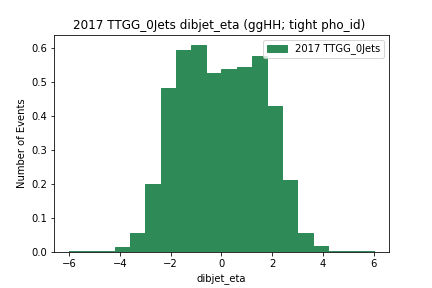 2017 TTGG_0Jets dibjet_eta (ggHH; tight pho_id)
2017 TTGG_0Jets
Number of Events
0.6
0.5
0.4
0.3
0.2
0.1
0.0
−6 −4 −2 0 2 4 6
dibjet_eta